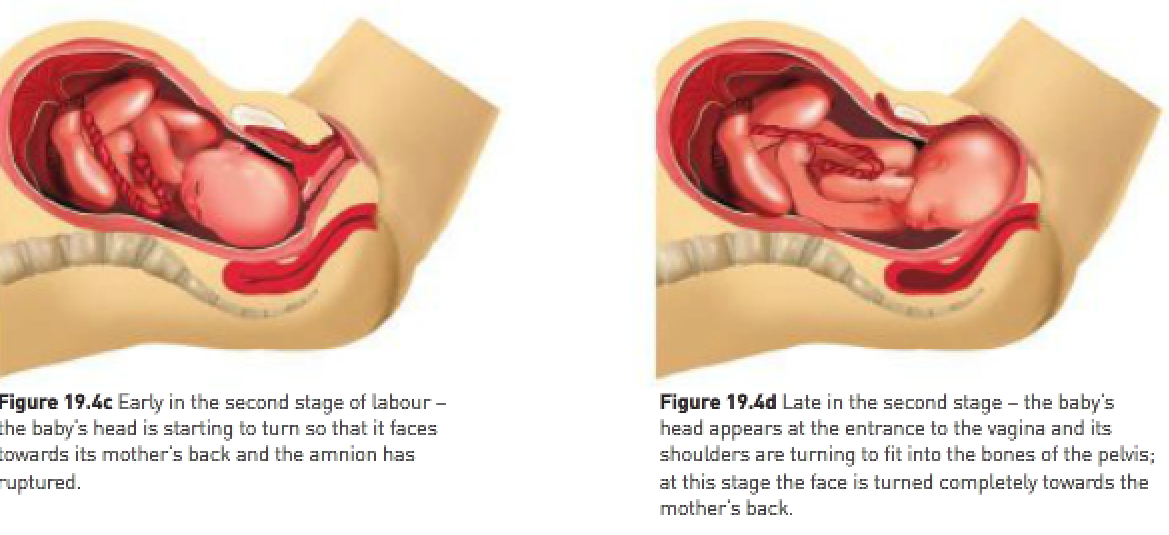 Figure 19.4c Early in the second stage of labour –
the baby's head is starting to turn so that it faces
towards its mother's back and the amnion has
ruptured.
Figure 19.4d Late in the second stage – the baby's
head appears at the entrance to the vagina and its
shoulders are turning to fit into the bones of the pelvis;
at this stage the face is turned completely towards the
mother's back.